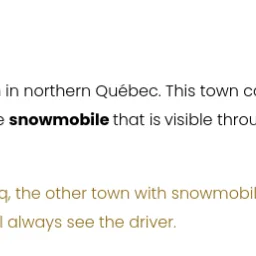 in northern Québec. This town c
snowmobile that is visible throu
q, the other town with snowmobil
l always see the driver.